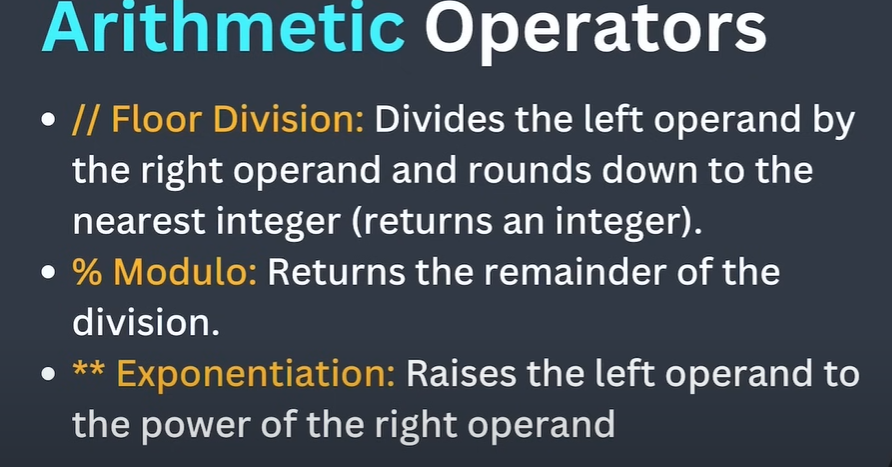 Arithmetic Operators
• // Floor Division: Divides the left operand by
the right operand and rounds down to the
nearest integer (returns an integer).
• % Modulo: Returns the remainder of the
division.
• ** Exponentiation: Raises the left operand to
the power of the right operand